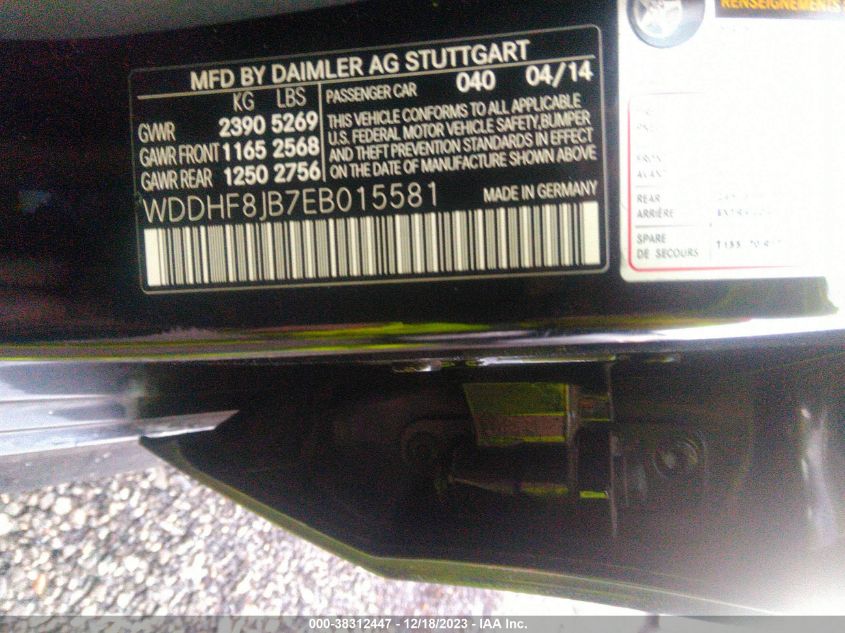 MFD BY DAIMLER AG STUTTGART
KG LBS
GVWR 2390 5269
GAWR FRONT 1165 2568
GAWR REAR 1250 2756
PASSENGER CAR 040 04/14
THIS VEHICLE CONFORMS TO ALL APPLICABLE
U.S. FEDERAL MOTOR VEHICLE SAFETY, BUMPER
AND THEFT PREVENTION STANDARDS IN EFFECT
ON THE DATE OF MANUFACTURE SHOWN ABOVE
WDDHF8JB7EB015581 MADE IN GERMANY
RENSEIGNEMENTS
REAR
ARRIÈRE
SPARE
DE SECOURS
000-38312447 - 12/18/2023 - IAA Inc.